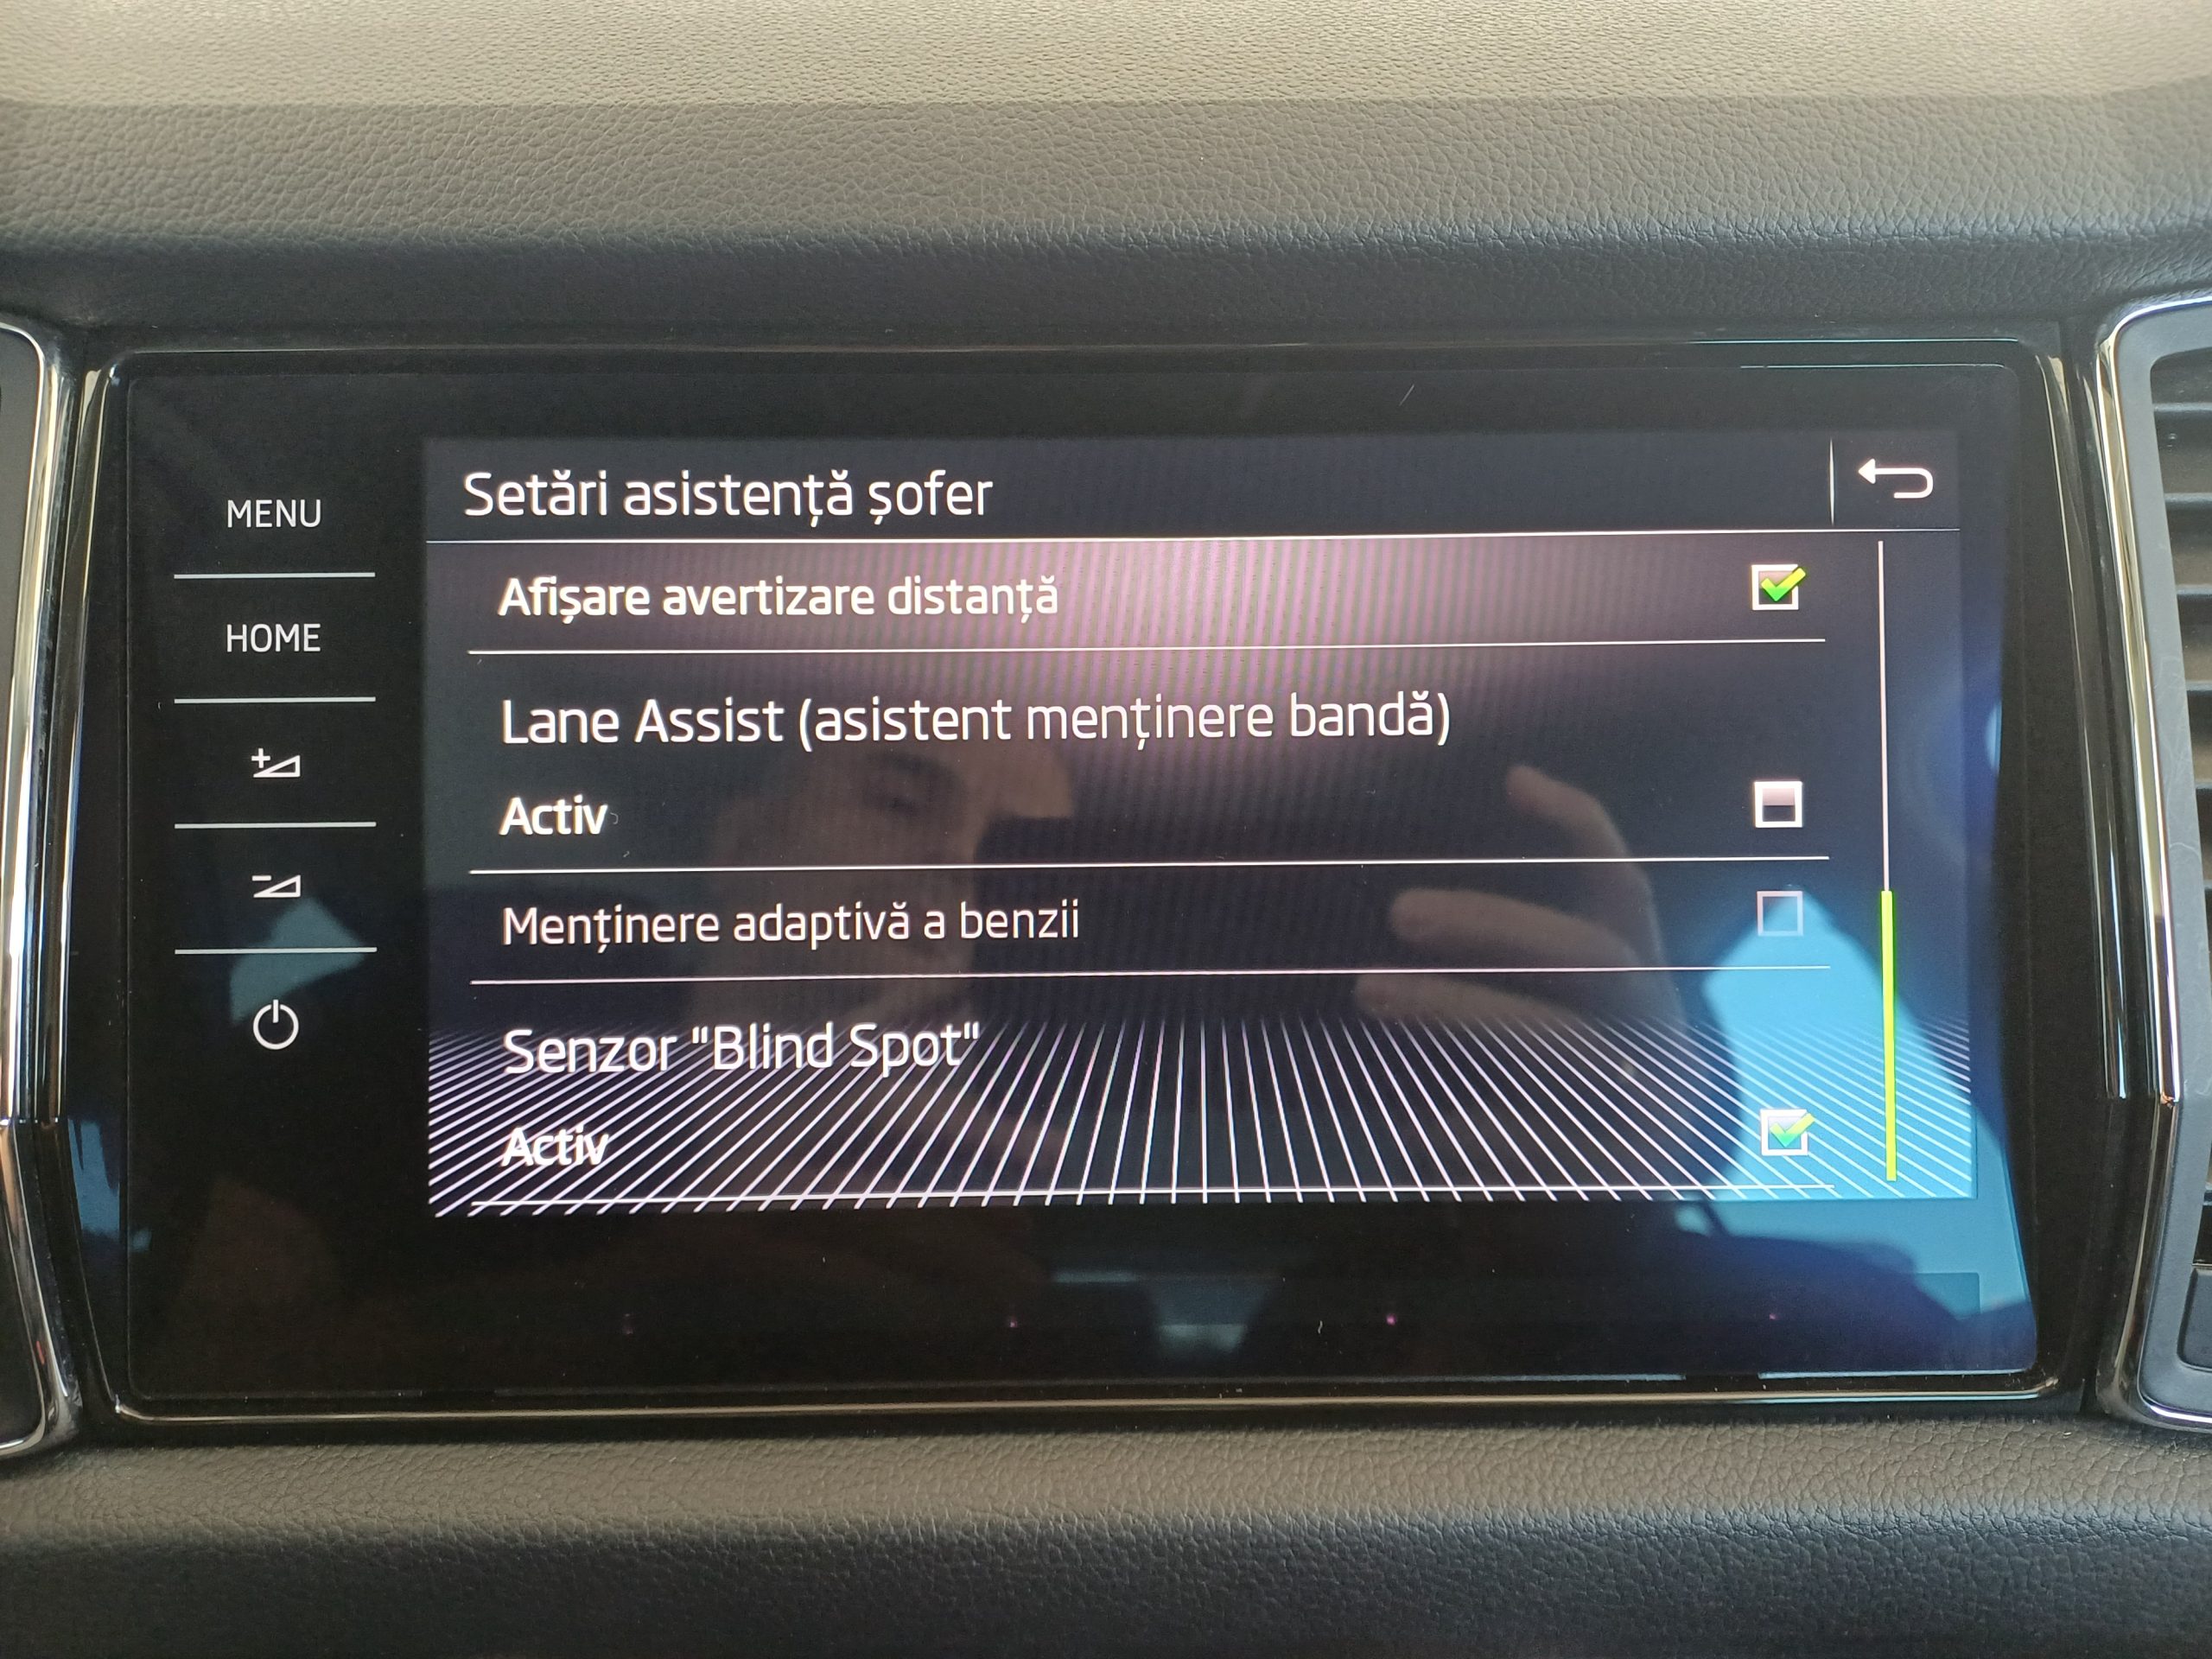 Setări asistență șofer
MENU
HOME
Afișare avertizare distanță
Lane Assist (asistent menținere bandă)
Activ
Menținere adaptivă a benzii
Senzor "Blind Spot"
Activ